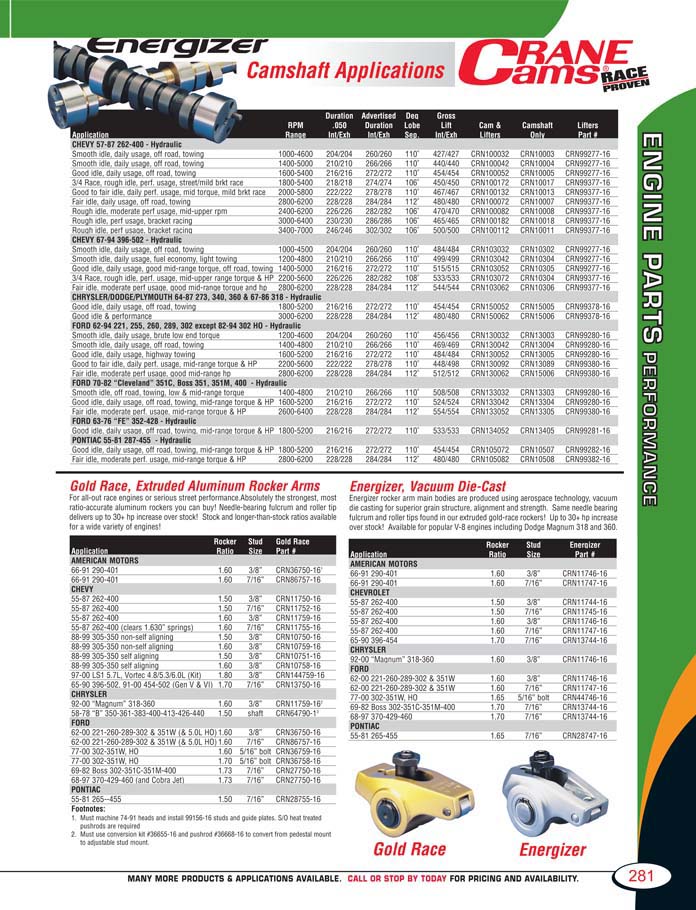 Energizer
Camshaft Applications
CRANE
Cams®
RACE
PROVEN
Duration Advertised Deg Gross
RPM .050 Duration Lobe Lift Cam & Camshaft Lifters
Application Range Int/Exh Int/Exh Sep. Int/Exh Lifters Only Part #
CHEVY 57-87 262-400 - Hydraulic
Smooth idle, daily usage, off road, towing 1000-4600 204/204 260/260 110˚ 427/427 CRN100032 CRN10003 CRN99277-16
Smooth idle, daily usage, off road, towing 1400-5000 210/210 266/266 110˚ 440/440 CRN100042 CRN10004 CRN99277-16
Good idle, daily usage, off road, towing 1600-5400 216/216 272/272 110˚ 454/454 CRN100052 CRN10005 CRN99277-16
3/4 Race, rough idle, perf. usage, street/mild brkt race 1800-5400 218/218 274/274 106˚ 450/450 CRN100172 CRN10017 CRN99377-16
Good to fair idle, daily perf. usage, mid torque, mild brkt race 2000-5800 222/222 278/278 110˚ 467/467 CRN100132 CRN10013 CRN99377-16
Fair idle, daily usage, off road, towing 2800-6200 228/228 284/284 112˚ 480/480 CRN100072 CRN10007 CRN99377-16
Rough idle, moderate perf usage, mid-upper rpm 2400-6200 226/226 282/282 106˚ 470/470 CRN100082 CRN10008 CRN99377-16
Rough idle, perf usage, bracket racing 3000-6400 230/230 286/286 106˚ 465/465 CRN100182 CRN10018 CRN99377-16
Rough idle, perf usage, bracket racing 3400-7000 246/246 302/302 106˚ 500/500 CRN100112 CRN10011 CRN99377-16
CHEVY 67-94 396-502 - Hydraulic
Smooth idle, daily usage, off road, towing 1000-4500 204/204 260/260 110˚ 484/484 CRN103032 CRN10302 CRN99277-16
Smooth idle, daily usage, fuel economy, light towing 1200-4800 210/210 266/266 110˚ 499/499 CRN103042 CRN10304 CRN99277-16
Good idle, daily usage, good mid-range torque, off road, towing 1400-5000 216/216 272/272 110˚ 515/515 CRN103052 CRN10305 CRN99277-16
3/4 Race, rough idle, perf. usage, mid-upper range torque & HP 2200-5600 226/226 282/282 108˚ 533/533 CRN103072 CRN10304 CRN99377-16
Fair idle, moderate perf usage, good mid-range torque and hp 2800-6200 228/228 284/284 112˚ 544/544 CRN103062 CRN10306 CRN99377-16
CHRYSLER/DODGE/PLYMOUTH 64-87 273, 340, 360 & 67-86 318 - Hydraulic
Good idle, daily usage, off road, towing 1800-5200 216/216 272/272 110˚ 454/454 CRN150052 CRN15005 CRN99378-16
Good idle & performance 3000-6200 228/228 284/284 112˚ 480/480 CRN150062 CRN15006 CRN99378-16
FORD 62-94 221, 255, 260, 289, 302 except 82-94 302 HO - Hydraulic
Smooth idle, daily usage, brute low end torque 1200-4600 204/204 260/260 110˚ 456/456 CRN130032 CRN13003 CRN99280-16
Smooth idle, daily usage, off road, towing 1400-4800 210/210 266/266 110˚ 469/469 CRN130042 CRN13004 CRN99280-16
Good idle, daily usage, highway towing 1600-5200 216/216 272/272 110˚ 484/484 CRN130052 CRN13005 CRN99280-16
Good to fair idle, daily perf. usage, mid-range torque & HP 2200-5600 222/222 278/278 110˚ 448/498 CRN130092 CRN13089 CRN99380-16
Fair idle, moderate perf usage, good mid-range hp 2800-6200 228/228 284/284 112˚ 512/512 CRN130062 CRN15006 CRN99380-16
FORD 70-82 “Cleveland” 351C, Boss 351, 351M, 400 - Hydraulic
Smooth idle, off road, towing, low & mid-range torque 1400-4800 210/210 266/266 110˚ 508/508 CRN133032 CRN13303 CRN99280-16
Good idle, daily usage, off road, towing, mid-range torque & HP 1600-5200 216/216 272/272 110˚ 524/524 CRN133042 CRN13304 CRN99280-16
Fair idle, moderate perf. usage, mid-range torque & HP 2600-6400 228/228 284/284 112˚ 554/554 CRN133052 CRN13305 CRN99380-16
FORD 63-76 “FE” 352-428 - Hydraulic
Good idle, daily usage, off road, towing, mid-range torque & HP 1800-5200 216/216 272/272 110˚ 533/533 CRN134052 CRN13405 CRN99281-16
PONTIAC 55-81 287-455 - Hydraulic
Good idle, daily usage, off road, towing, mid-range torque & HP 1800-5200 216/216 272/272 110˚ 454/454 CRN105072 CRN10507 CRN99282-16
Fair idle, moderate perf. usage, mid-range torque & HP 2800-6200 228/228 284/284 112˚ 480/480 CRN105082 CRN10508 CRN99382-16
ENGINE PARTS PERFORMANCE
Gold Race, Extruded Aluminum Rocker Arms
For all-out race engines or serious street performance.Absolutely the strongest, most
ratio-accurate aluminum rockers you can buy! Needle-bearing fulcrum and roller tip
delivers up to 30+ hp increase over stock! Stock and longer-than-stock ratios available
for a wide variety of engines!
Rocker Stud Gold Race
Application Ratio Size Part #
AMERICAN MOTORS
66-91 290-401 1.60 3/8” CRN36750-16¹
66-91 290-401 1.60 7/16” CRN86757-16
CHEVY
55-87 262-400 1.50 3/8” CRN11750-16
55-87 262-400 1.50 7/16” CRN11752-16
55-87 262-400 1.60 3/8” CRN11759-16
55-87 262-400 (clears 1.630” springs) 1.60 7/16” CRN11755-16
88-99 305-350 non-self aligning 1.50 3/8” CRN10750-16
88-99 305-350 non-self aligning 1.60 3/8” CRN10759-16
88-99 305-350 self aligning 1.50 3/8” CRN10751-16
88-99 305-350 self aligning 1.60 3/8” CRN10758-16
97-00 LS1 5.7L, Vortec 4.8/5.3/6.0L (Kit) 1.80 3/8” CRN144759-16
65-90 396-502, 91-00 454-502 (Gen V & VI) 1.70 7/16” CRN13750-16
CHRYSLER
92-00 “Magnum” 318-360 1.60 3/8” CRN11759-16²
58-78 “B” 350-361-383-400-413-426-440 1.50 shaft CRN64790-1²
FORD
62-00 221-260-289-302 & 351W (& 5.0L HO) 1.60 3/8” CRN36750-16
62-00 221-260-289-302 & 351W (& 5.0L HO) 1.60 7/16” CRN86757-16
77-00 302-351W, HO 1.60 5/16” bolt CRN36759-16
77-00 302-351W, HO 1.70 5/16” bolt CRN36758-16
69-82 Boss 302-351C-351M-400 1.73 7/16” CRN27750-16
68-97 370-429-460 (and Cobra Jet) 1.73 7/16” CRN27750-16
PONTIAC
55-81 265–-455 1.50 7/16” CRN28755-16
Footnotes:
1. Must machine 74-91 heads and install 99156-16 studs and guide plates. S/O heat treated
pushrods are required
2. Must use conversion kit #36655-16 and pushrod #36668-16 to convert from pedestal mount
to adjustable stud mount.
Energizer, Vacuum Die-Cast
Energizer rocker arm main bodies are produced using aerospace technology, vacuum
die casting for superior grain structure, alignment and strength. Same needle bearing
fulcrum and roller tips found in our extruded gold-race rockers! Up to 30+ hp increase
over stock! Available for popular V-8 engines including Dodge Magnum 318 and 360.
Rocker Stud Energizer
Application Ratio Size Part #
AMERICAN MOTORS
66-91 290-401 1.60 3/8” CRN11746-16
66-91 290-401 1.60 7/16” CRN11747-16
CHEVROLET
55-87 262-400 1.50 3/8” CRN11744-16
55-87 262-400 1.50 7/16” CRN11745-16
55-87 262-400 1.60 3/8” CRN11746-16
55-87 262-400 1.60 7/16” CRN11747-16
65-90 396-454 1.70 7/16” CRN13744-16
CHRYSLER
92-00 “Magnum” 318-360 1.60 3/8” CRN11746-16
FORD
62-00 221-260-289-302 & 351W 1.60 3/8” CRN11746-16
62-00 221-260-289-302 & 351W 1.60 7/16” CRN11747-16
77-00 302-351W, HO 1.65 5/16” bolt CRN44746-16
69-82 Boss 302-351C-351M-400 1.70 7/16” CRN13744-16
68-97 370-429-460 1.70 7/16” CRN13744-16
PONTIAC
55-81 265-455 1.65 7/16” CRN28747-16
Gold Race
Energizer
MANY MORE PRODUCTS & APPLICATIONS AVAILABLE. CALL OR STOP BY TODAY FOR PRICING AND AVAILABILITY.
281